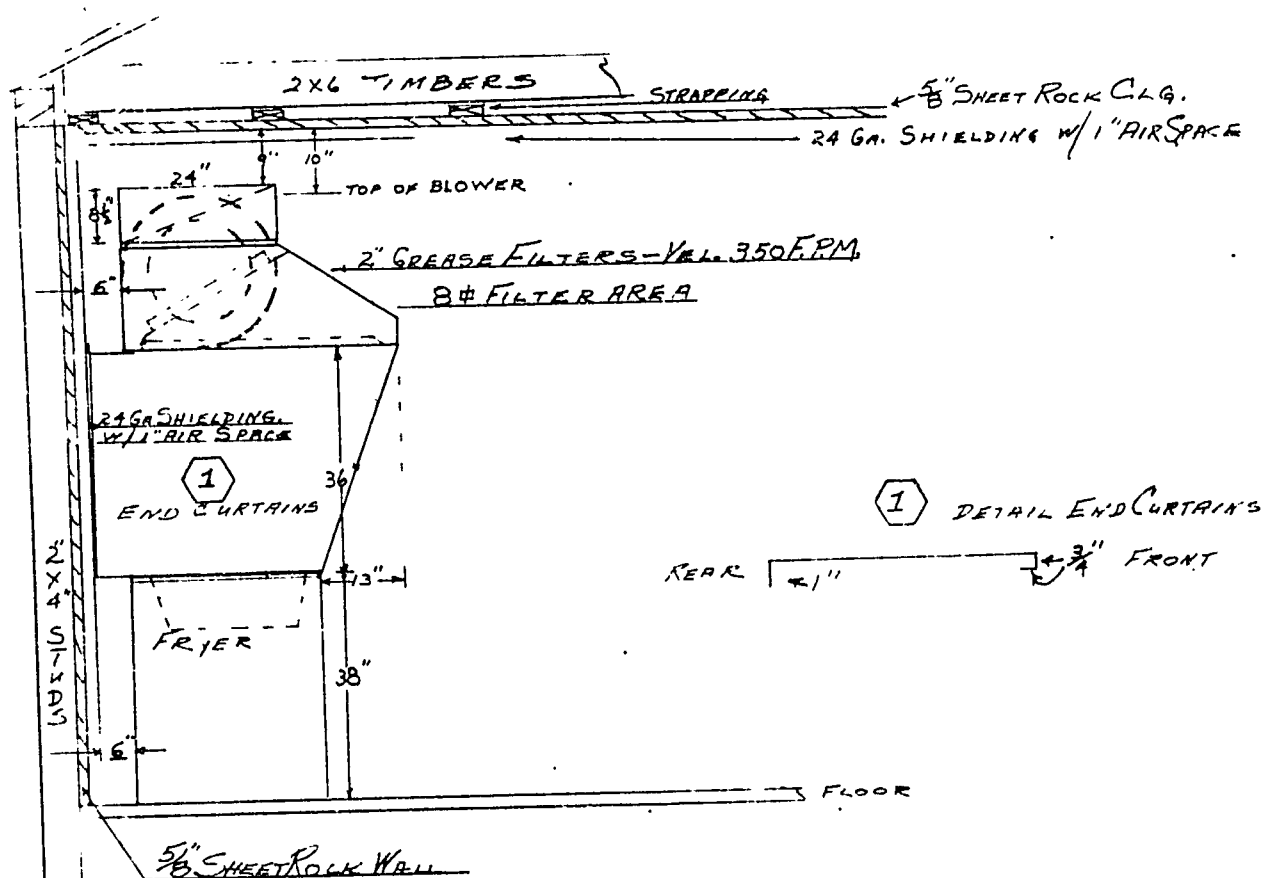 2X6 TIMBERS
STRAPPING
5/8" SHEET ROCK CLG.
24 GA. SHIELDING W/ 1" AIR SPACE
9"
10"
24"
TOP OF BLOWER
8 1/2"
2" GREASE FILTERS - VEL. 350 F.P.M.
6"
8 ⏍ FILTER AREA
24 GA SHIELDING.
W/ 1" AIR SPACE
1
36
END CURTAINS
1 DETAIL END CURTAINS
REAR
1"
3/4" FRONT
13"
2" X 4" STUDS
FRYER
38"
6"
FLOOR
5/8" SHEET ROCK WALL